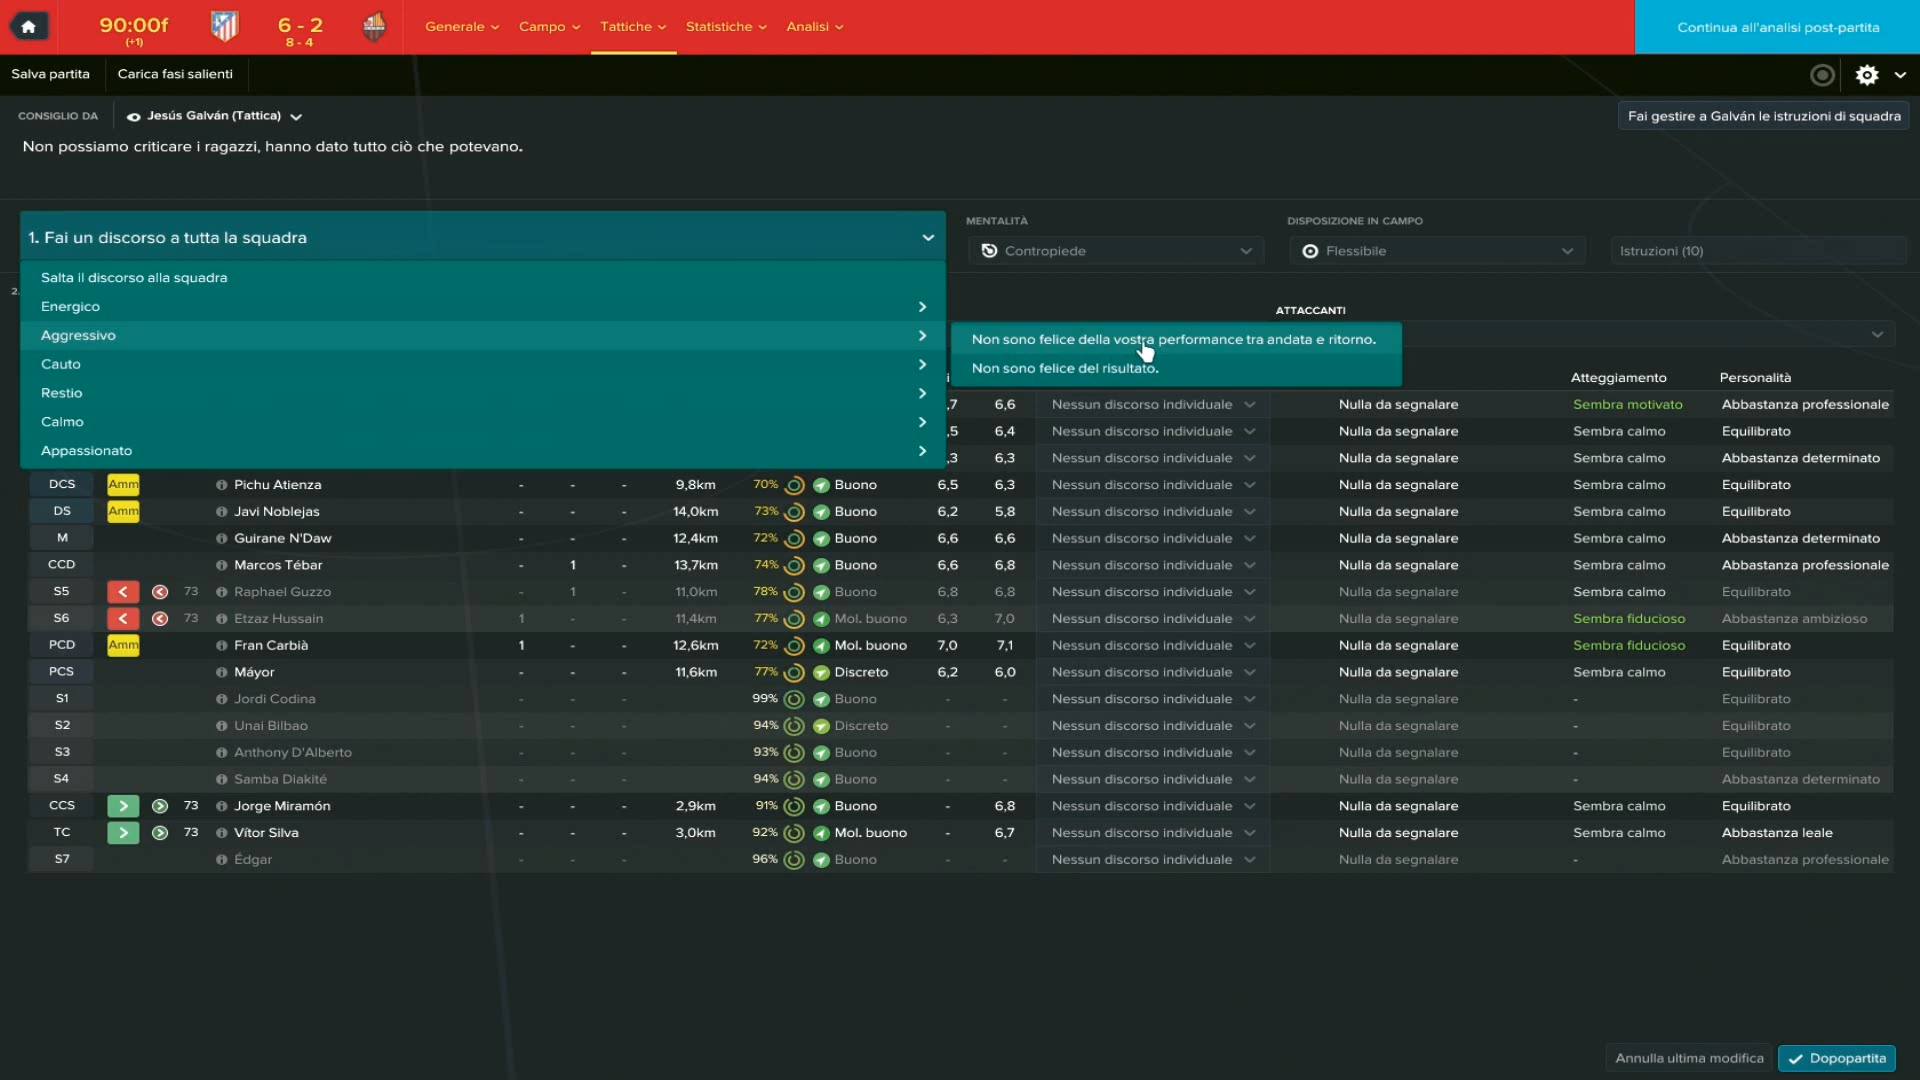 90:00f
(+1)
6 - 2
8 - 4
Generale
Campo
Tattiche
Statistiche
Analisi
Continua all'analisi post-partita
Salva partita
Carica fasi salienti
CONSIGLIO DA
Jesús Galván (Tattica)
Fai gestire a Galván le istruzioni di squadra
Non possiamo criticare i ragazzi, hanno dato tutto ciò che potevano.
1. Fai un discorso a tutta la squadra
MENTALITÀ
Contropiede
DISPOSIZIONE IN CAMPO
Flessibile
Istruzioni (10)
Salta il discorso alla squadra
2.
Energico
Aggressivo
Cauto
Restio
Calmo
Appassionato
ATTACCANTI
Non sono felice della vostra performance tra andata e ritorno.
Non sono felice del risultato.
Atteggiamento Personalità
,7 6,6 Nessun discorso individuale Nulla da segnalare Sembra motivato Abbastanza professionale
,5 6,4 Nessun discorso individuale Nulla da segnalare Sembra calmo Equilibrato
,3 6,3 Nessun discorso individuale Nulla da segnalare Sembra calmo Abbastanza determinato
DCS Amm Pichu Atienza - - - 9,8km 70% Buono 6,5 6,3 Nessun discorso individuale Nulla da segnalare Sembra calmo Equilibrato
DS Amm Javi Noblejas - - - 14,0km 73% Buono 6,2 5,8 Nessun discorso individuale Nulla da segnalare Sembra calmo Equilibrato
M Guirane N'Daw - - - 12,4km 72% Buono 6,6 6,6 Nessun discorso individuale Nulla da segnalare Sembra calmo Abbastanza determinato
CCD Marcos Tébar - 1 - 13,7km 74% Buono 6,6 6,8 Nessun discorso individuale Nulla da segnalare Sembra calmo Abbastanza professionale
S5 73 Raphael Guzzo - 1 - 11,0km 78% Buono 6,8 6,8 Nessun discorso individuale Nulla da segnalare Sembra calmo Equilibrato
S6 73 Etzaz Hussain 1 - - 11,4km 77% Mol. buono 6,3 7,0 Nessun discorso individuale Nulla da segnalare Sembra fiducioso Abbastanza ambizioso
PCD Amm Fran Carbià 1 - - 12,6km 72% Mol. buono 7,0 7,1 Nessun discorso individuale Nulla da segnalare Sembra fiducioso Equilibrato
PCS Máyor - - - 11,6km 77% Discreto 6,2 6,0 Nessun discorso individuale Nulla da segnalare Sembra calmo Equilibrato
S1 Jordi Codina - - - 99% Buono - - Nessun discorso individuale Nulla da segnalare - Equilibrato
S2 Unai Bilbao - - - 94% Discreto - - Nessun discorso individuale Nulla da segnalare - Equilibrato
S3 Anthony D'Alberto - - - 93% Buono - - Nessun discorso individuale Nulla da segnalare - Equilibrato
S4 Samba Diakité - - - 94% Buono - - Nessun discorso individuale Nulla da segnalare - Abbastanza determinato
CCS 73 Jorge Miramón - - - 2,9km 91% Buono - 6,8 Nessun discorso individuale Nulla da segnalare Sembra calmo Equilibrato
TC 73 Vítor Silva - - - 3,0km 92% Mol. buono - 6,7 Nessun discorso individuale Nulla da segnalare Sembra calmo Abbastanza leale
S7 Édgar - - - 96% Buono - - Nessun discorso individuale Nulla da segnalare - Abbastanza professionale
Annulla ultima modifica
Dopopartita